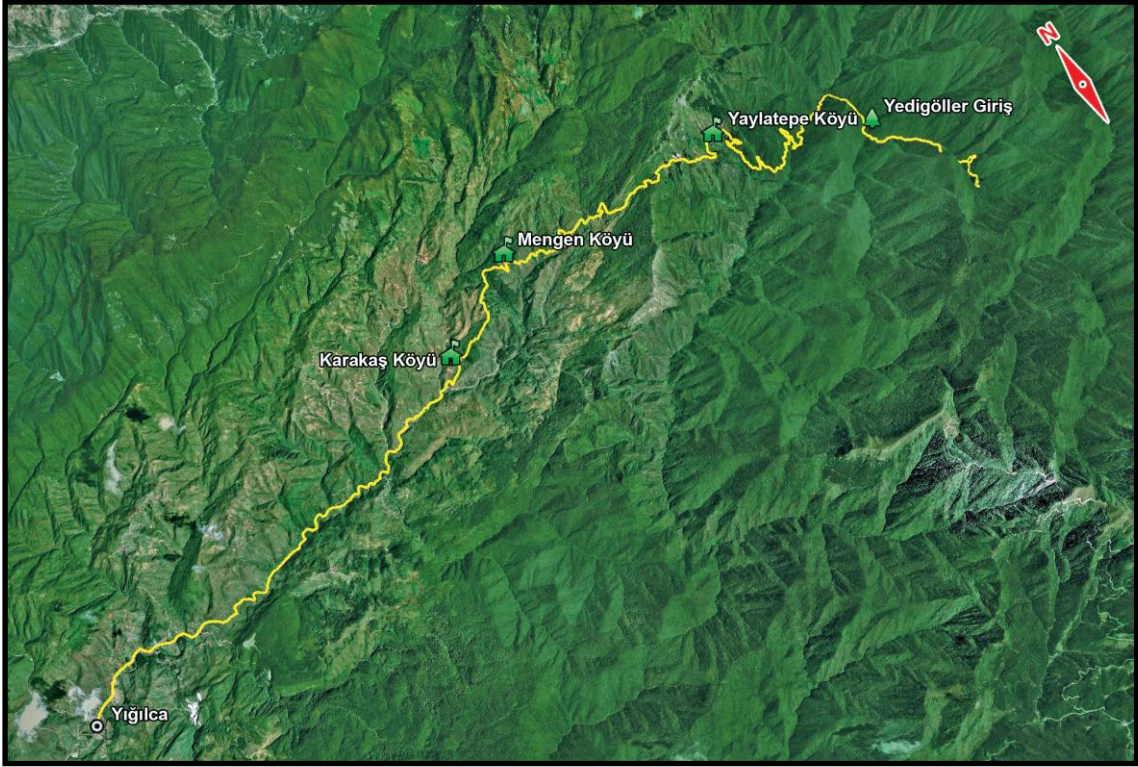 N
Yedigöller Giriş
Yaylatepe Köyü
Mengen Köyü
Karakaş Köyü
Yığılca